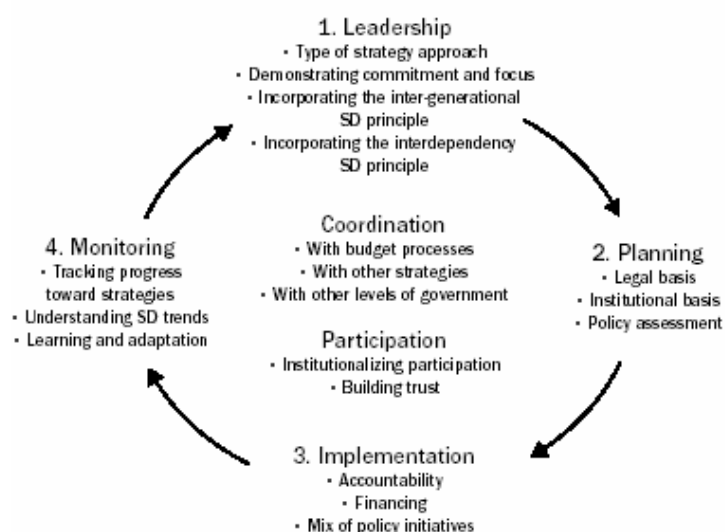 1. Leadership
· Type of strategy approach
· Demonstrating commitment and focus
· Incorporating the inter-generational
SD principle
· Incorporating the interdependency
SD principle
Coordination
· With budget processes
· With other strategies
· With other levels of government
Participation
· Institutionalizing participation
· Building trust
2. Planning
· Legal basis
· Institutional basis
· Policy assessment
3. Implementation
· Accountability
· Financing
· Mix of policy initiatives
4. Monitoring
· Tracking progress
toward strategies
· Understanding SD trends
· Learning and adaptation